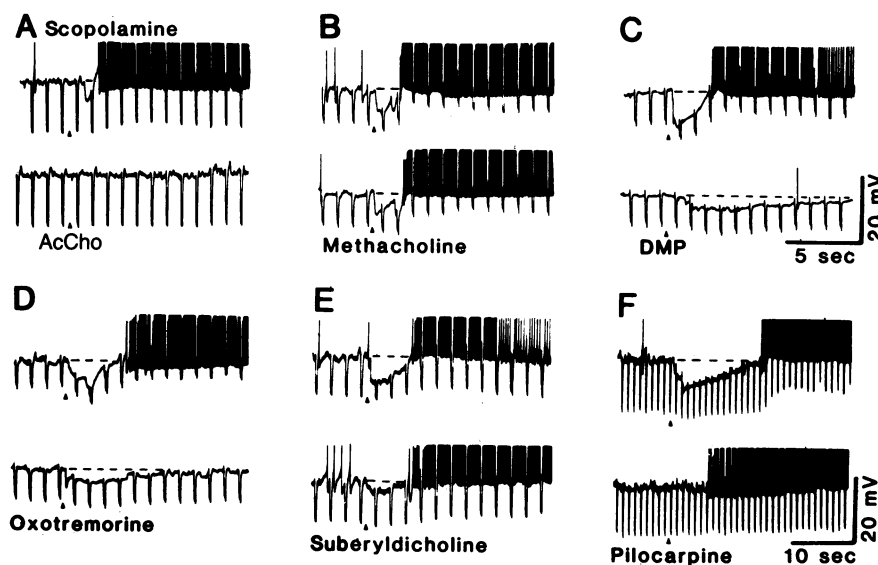 A
Scopolamine
AcCho
B
Methacholine
C
DMP
20 mV
5 sec
D
Oxotremorine
E
Suberyldicholine
F
Pilocarpine
20 mV
10 sec